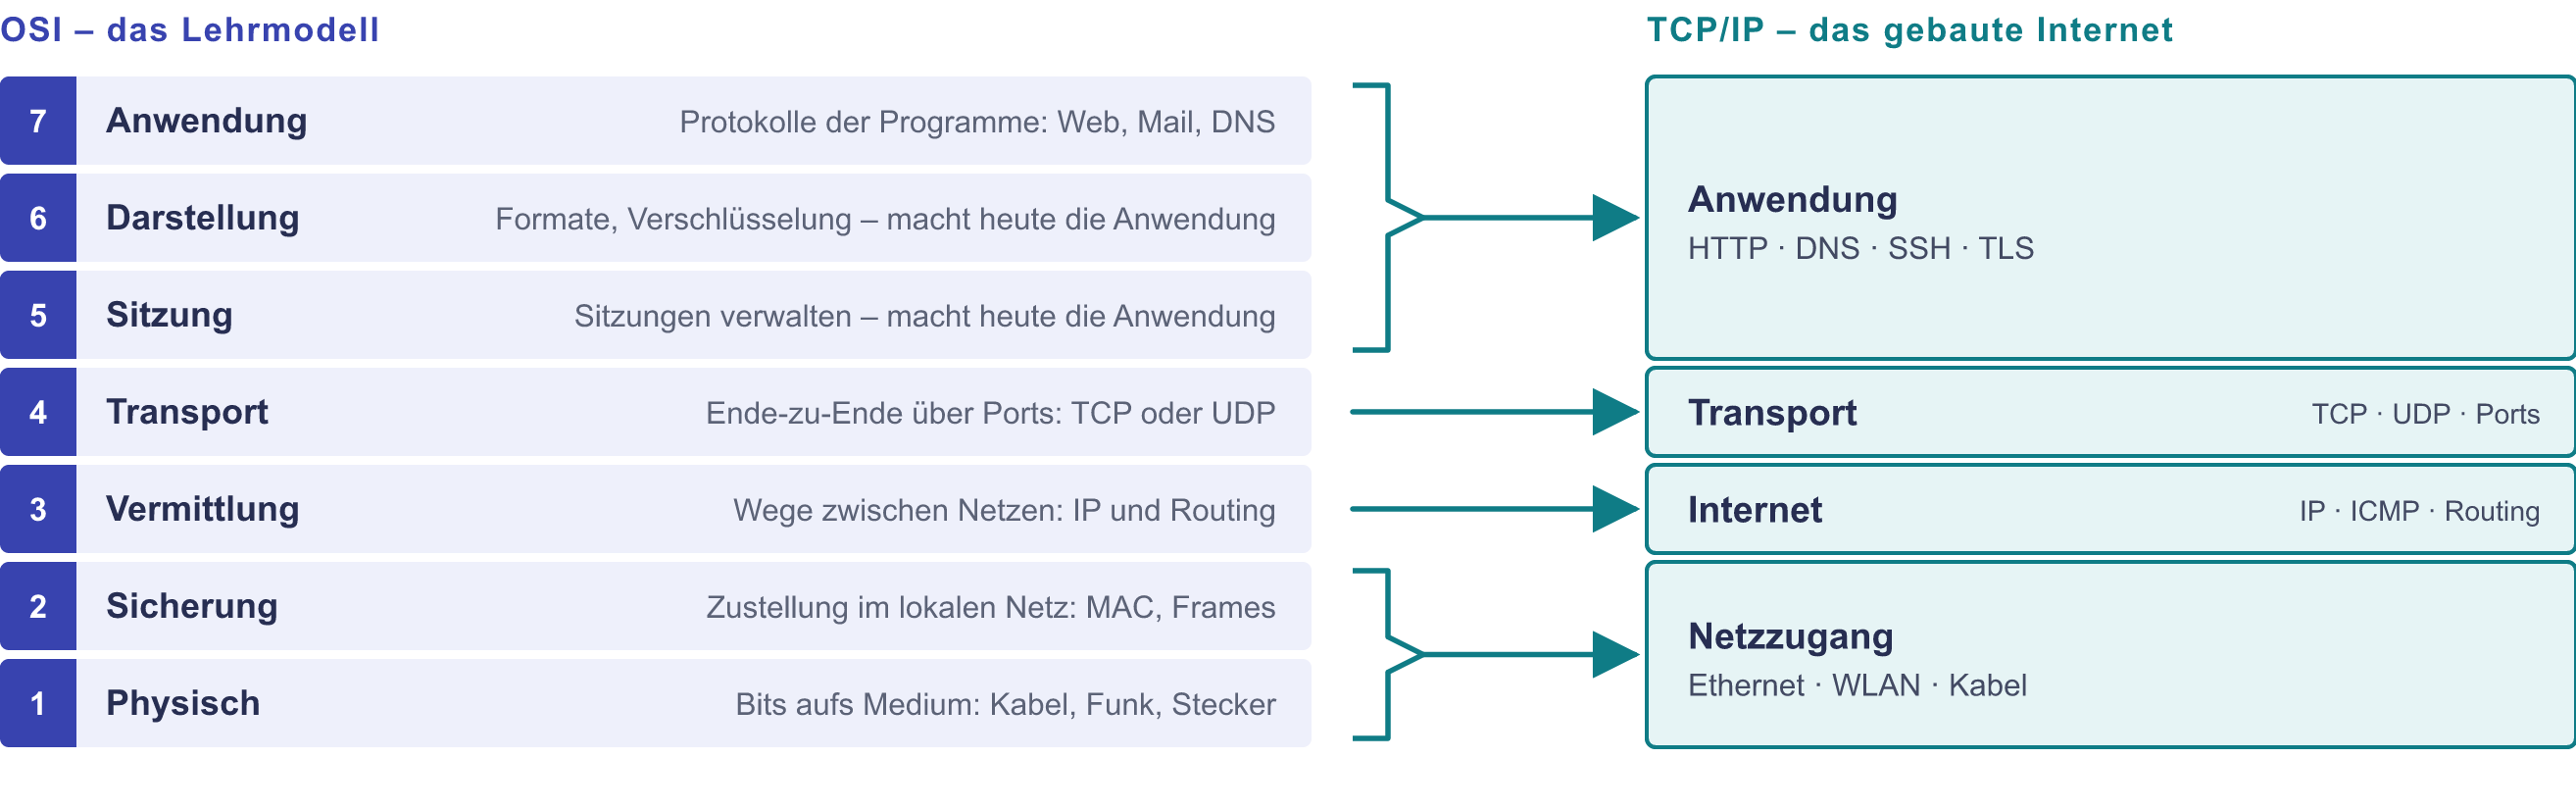 OSI – das Lehrmodell
7 Anwendung Protokolle der Programme: Web, Mail, DNS
6 Darstellung Formate, Verschlüsselung – macht heute die Anwendung
5 Sitzung Sitzungen verwalten – macht heute die Anwendung
4 Transport Ende-zu-Ende über Ports: TCP oder UDP
3 Vermittlung Wege zwischen Netzen: IP und Routing
2 Sicherung Zustellung im lokalen Netz: MAC, Frames
1 Physisch Bits aufs Medium: Kabel, Funk, Stecker
TCP/IP – das gebaute Internet
Anwendung
HTTP · DNS · SSH · TLS
Transport TCP · UDP · Ports
Internet IP · ICMP · Routing
Netzzugang
Ethernet · WLAN · Kabel